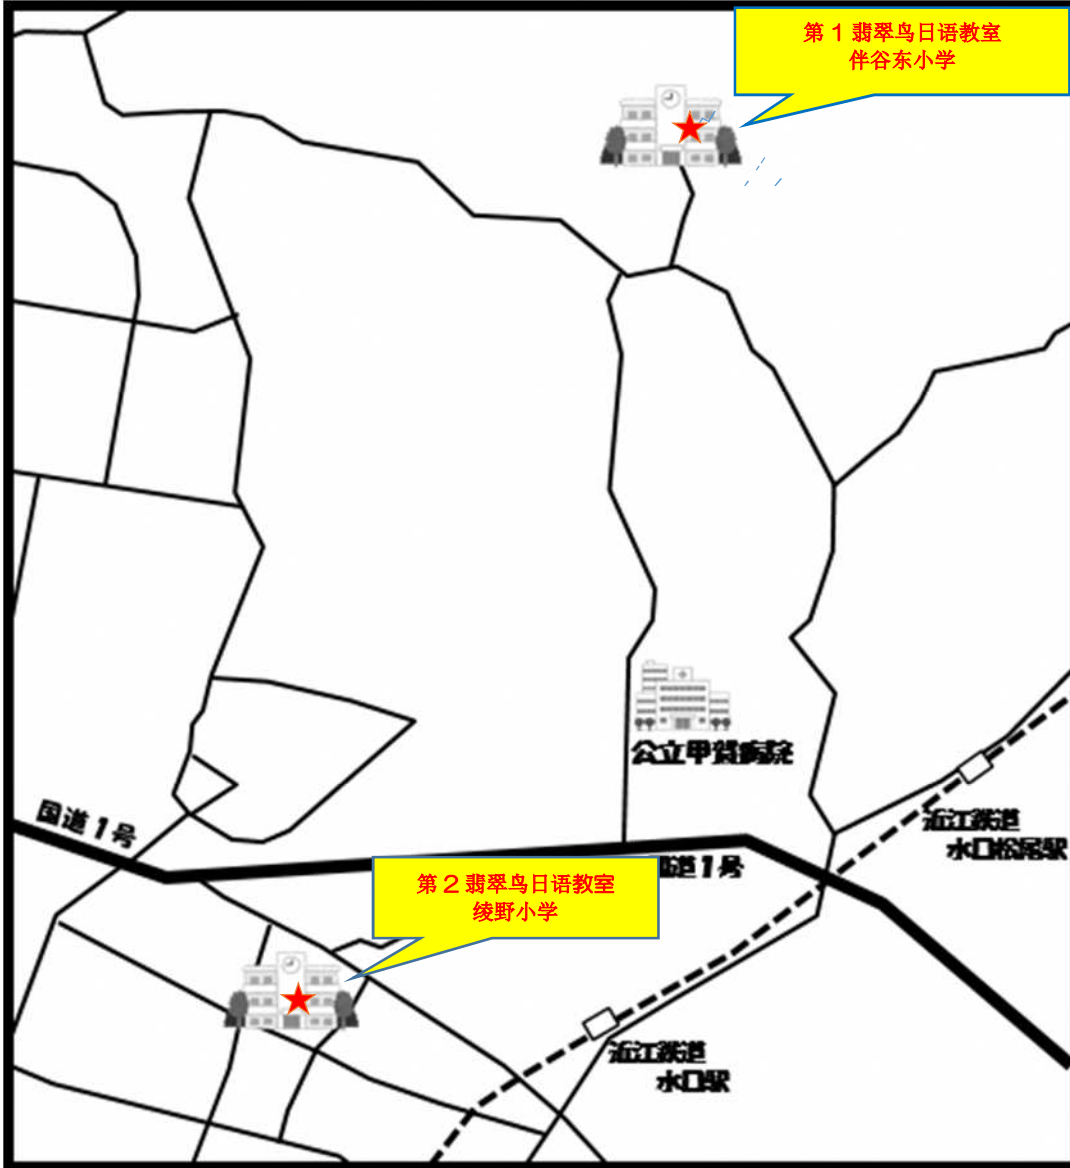 第 1 翡翠鸟日语教室
伴谷东小学
公立甲賀病院
国道 1 号
近江鉄道
水口松尾駅
国道 1 号
第 2 翡翠鸟日语教室
绫野小学
近江鉄道
水口駅